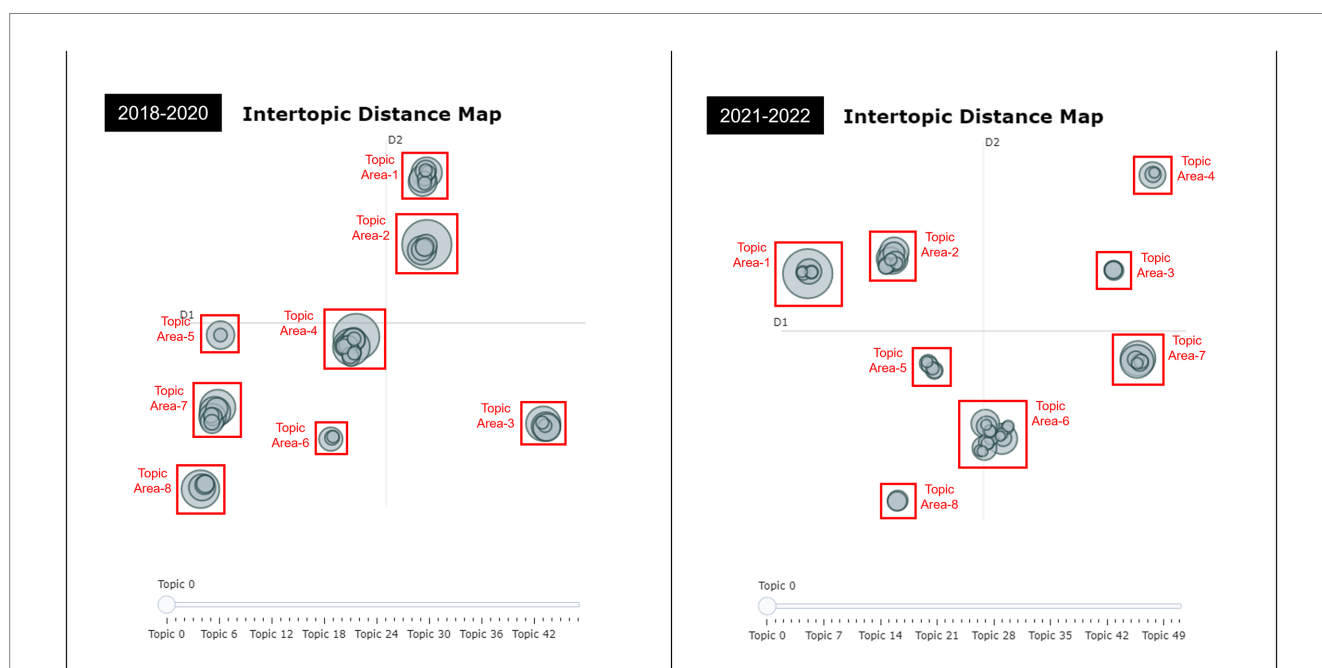 2018-2020
Intertopic Distance Map
D2
Topic
Area-1
Topic
Area-2
D1
Topic
Area-5
Topic
Area-4
Topic
Area-7
Topic
Area-6
Topic
Area-3
Topic
Area-8
Topic 0
Topic 0 Topic 6 Topic 12 Topic 18 Topic 24 Topic 30 Topic 36 Topic 42
2021-2022
Intertopic Distance Map
D2
Topic
Area-4
Topic
Area-1
Topic
Area-2
Topic
Area-3
D1
Topic
Area-5
Topic
Area-7
Topic
Area-6
Topic
Area-8
Topic 0
Topic 0 Topic 7 Topic 14 Topic 21 Topic 28 Topic 35 Topic 42 Topic 49